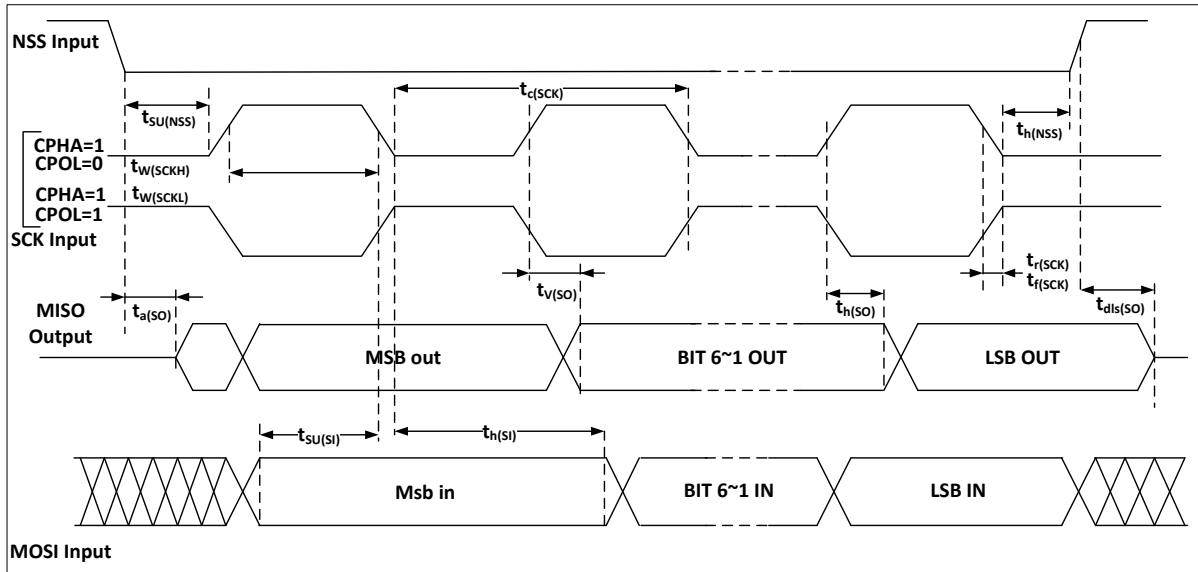 NSS Input
tc(SCK)
tSU(NSS)
th(NSS)
CPHA=1
CPOL=0
tW(SCKH)
CPHA=1
tW(SCKL)
CPOL=1
SCK Input
tr(SCK)
tV(SO)
tf(SCK)
ta(SO)
th(SO)
tdis(SO)
MISO
Output
MSB out
BIT 6~1 OUT
LSB OUT
tSU(SI)
th(SI)
Msb in
BIT 6~1 IN
LSB IN
MOSI Input